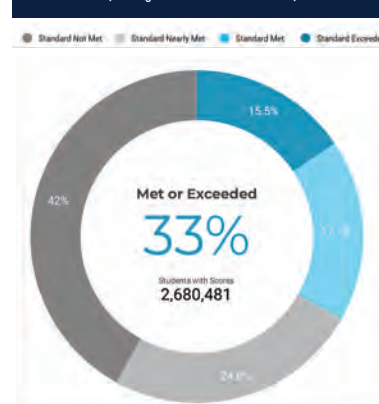 Standard Not Met Standard Nearly Met Standard Met Standard Exceede
15.5%
42%
Met or Exceeded
33%
Students with Scores
2,680,481